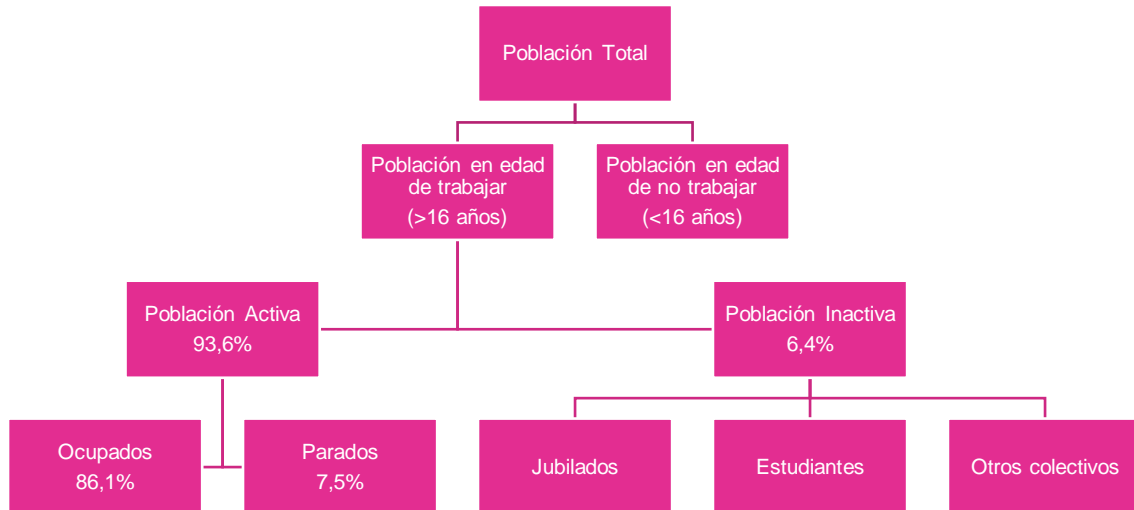 Población Total
Población en edad
de trabajar
(>16 años)
Población en edad
de no trabajar
(<16 años)
Población Activa
93,6%
Población Inactiva
6,4%
Ocupados
86,1%
Parados
7,5%
Jubilados
Estudiantes
Otros colectivos